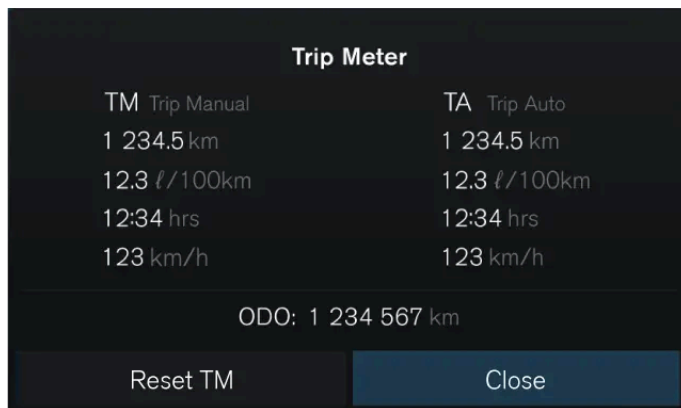 Trip Meter
TM Trip Manual
TA Trip Auto
1 234.5 km
1 234.5 km
12.3 ℓ/100km
12.3 ℓ/100km
12:34 hrs
12:34 hrs
123 km/h
123 km/h
ODO: 1 234 567 km
Reset TM
Close